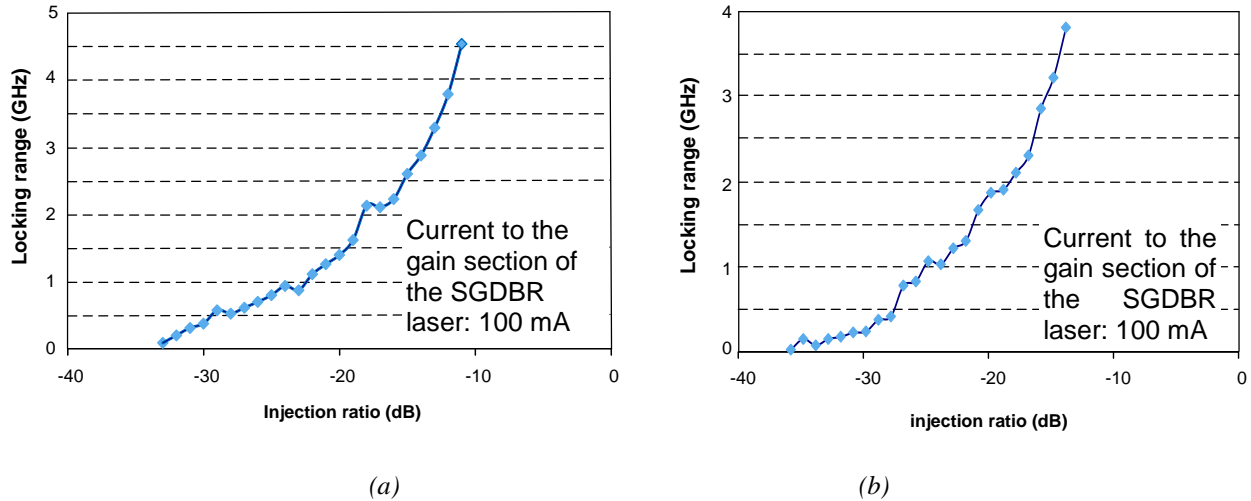 5
4
3
2
1
0
-40
-30
-20
-10
0
Locking range (GHz)
Injection ratio (dB)
Current to the
gain section of
the SGDBR
laser: 100 mA
(a)
4
3
2
1
0
-40
-30
-20
-10
0
Locking range (GHz)
injection ratio (dB)
Current to the
gain section of
the SGDBR
laser: 100 mA
(b)